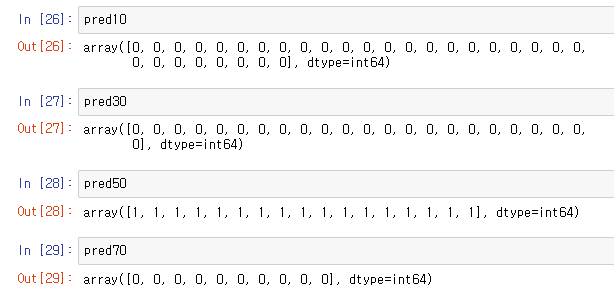 In [26]: pred10
Out[26]: array([0, 0, 0, 0, 0, 0, 0, 0, 0, 0, 0, 0, 0, 0, 0, 0, 0, 0, 0, 0, 0, 0,
0, 0, 0, 0, 0, 0, 0, 0], dtype=int64)
In [27]: pred30
Out[27]: array([0, 0, 0, 0, 0, 0, 0, 0, 0, 0, 0, 0, 0, 0, 0, 0, 0, 0, 0, 0, 0, 0,
0], dtype=int64)
In [28]: pred50
Out[28]: array([1, 1, 1, 1, 1, 1, 1, 1, 1, 1, 1, 1, 1, 1, 1, 1, 1], dtype=int64)
In [29]: pred70
Out[29]: array([0, 0, 0, 0, 0, 0, 0, 0, 0, 0], dtype=int64)